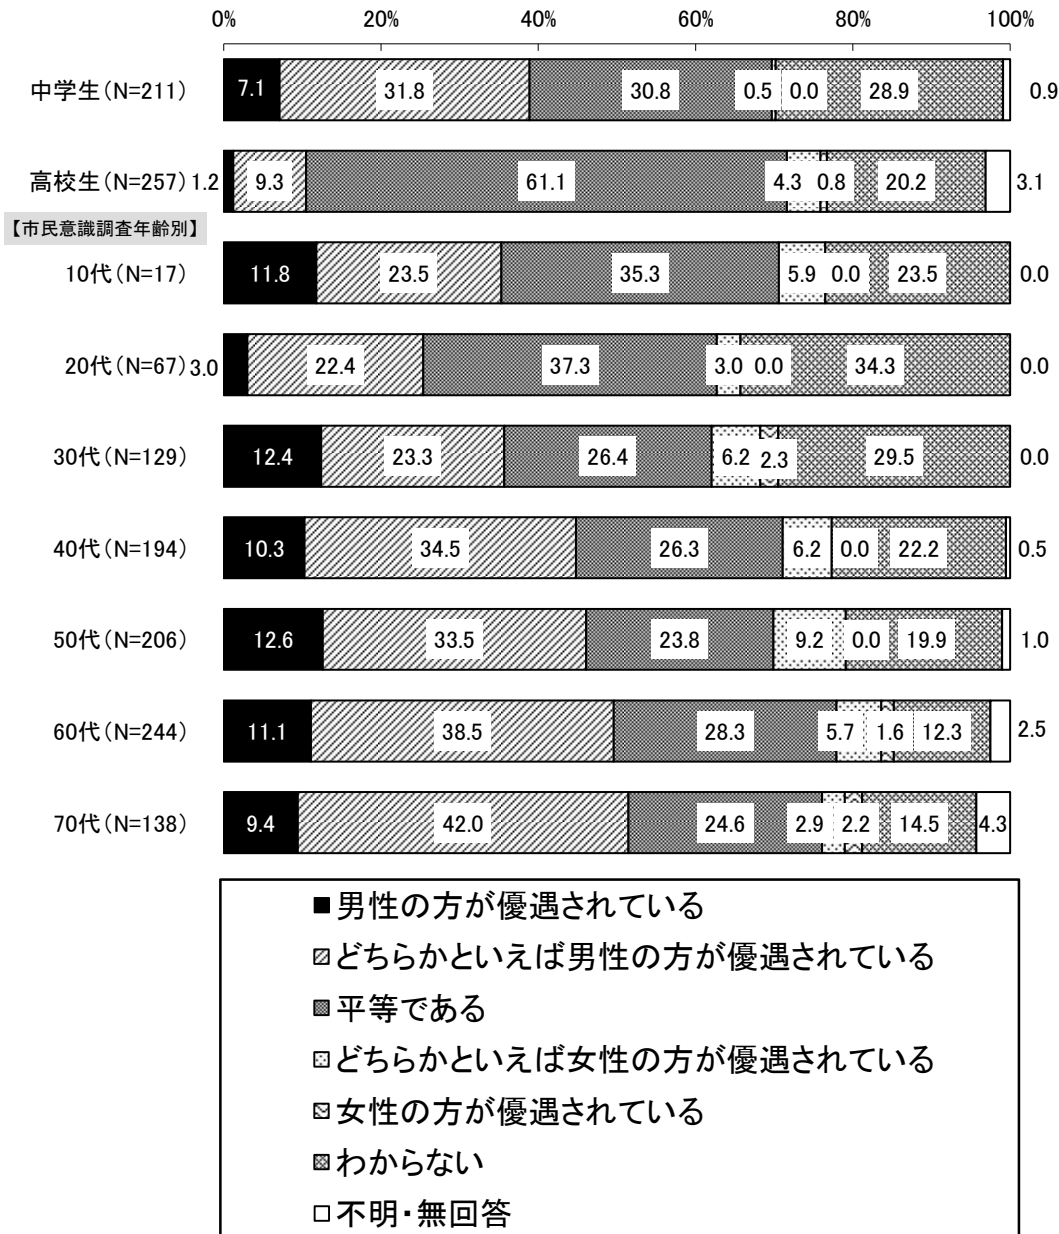 0% 20% 40% 60% 80% 100%
中学生(N=211) 7.1 31.8 30.8 0.5 0.0 28.9 0.9
高校生(N=257) 1.2 9.3 61.1 4.3 0.8 20.2 3.1
【市民意識調査年齢別】
10代(N=17) 11.8 23.5 35.3 5.9 0.0 23.5 0.0
20代(N=67) 3.0 22.4 37.3 3.0 0.0 34.3 0.0
30代(N=129) 12.4 23.3 26.4 6.2 2.3 29.5 0.0
40代(N=194) 10.3 34.5 26.3 6.2 0.0 22.2 0.5
50代(N=206) 12.6 33.5 23.8 9.2 0.0 19.9 1.0
60代(N=244) 11.1 38.5 28.3 5.7 1.6 12.3 2.5
70代(N=138) 9.4 42.0 24.6 2.9 2.2 14.5 4.3
男性の方が優遇されている
どちらかといえば男性の方が優遇されている
平等である
どちらかといえば女性の方が優遇されている
女性の方が優遇されている
わからない
不明・無回答